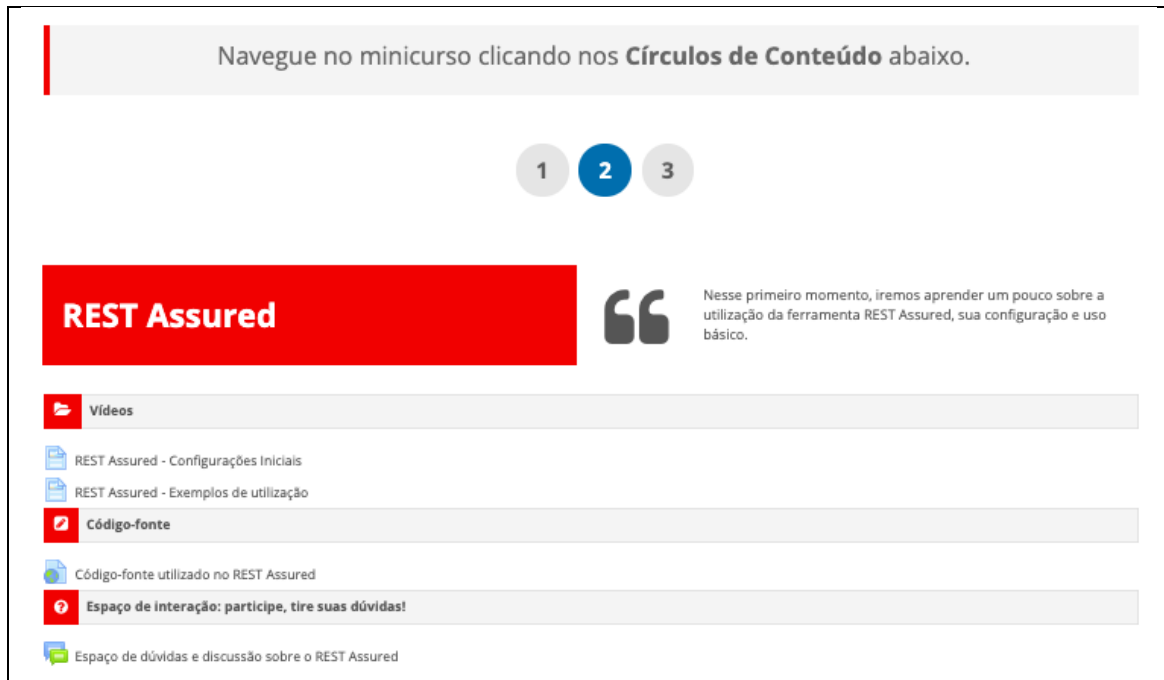 Navegue no minicurso clicando nos Círculos de Conteúdo abaixo.
1 2 3
REST Assured
Nesse primeiro momento, iremos aprender um pouco sobre a
utilização da ferramenta REST Assured, sua configuração e uso
básico.
Vídeos
REST Assured - Configurações Iniciais
REST Assured - Exemplos de utilização
Código-fonte
Código-fonte utilizado no REST Assured
Espaço de interação: participe, tire suas dúvidas!
Espaço de dúvidas e discussão sobre o REST Assured